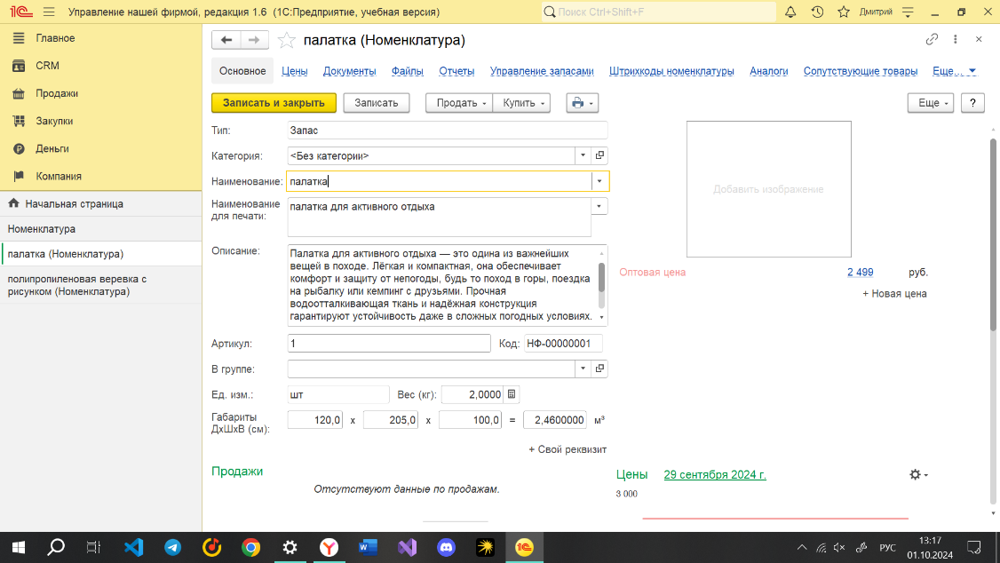 1С Управление нашей фирмой, редакция 1.6 (1С:Предприятие, учебная версия) Поиск Ctrl+Shift+F Дмитрий
Главное
CRM
Продажи
Закупки
Деньги
Компания
Начальная страница
Номенклатура
палатка (Номенклатура)
полипропиленовая веревка с
рисунком (Номенклатура)
палатка (Номенклатура)
Основное Цены Документы Файлы Отчеты Управление запасами Штрихкоды номенклатуры Аналоги Сопутствующие товары Еще...
Записать и закрыть Записать Продать Купить Еще ?
Тип: Запас
Категория: <Без категории>
Наименование: палатка
Наименование
для печати: палатка для активного отдыха
Описание: Палатка для активного отдыха — это одина из важнейших
вещей в походе. Лёгкая и компактная, она обеспечивает
комфорт и защиту от непогоды, будь то поход в горы, поездка
на рыбалку или кемпинг с друзьями. Прочная
водоотталкивающая ткань и надёжная конструкция
гарантируют устойчивость даже в сложных погодных условиях.
Артикул: 1 Код: НФ-00000001
В группе:
Ед. изм.: шт Вес (кг): 2,0000
Габариты
ДхШхВ (см): 120,0 x 205,0 x 100,0 = 2,4600000 м³
+ Свой реквизит
Добавить изображение
Оптовая цена 2 499 руб.
+ Новая цена
Продажи
Отсутствуют данные по продажам.
Цены 29 сентября 2024 г.
3 000
РУС
13:17
01.10.2024